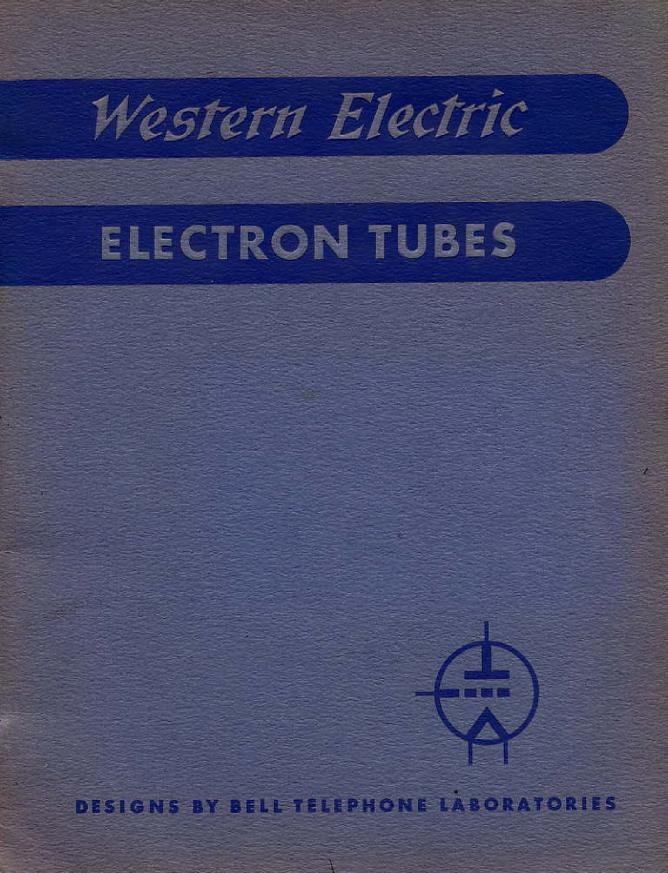 Western Electric
ELECTRON TUBES
DESIGNS BY BELL TELEPHONE LABORATORIES